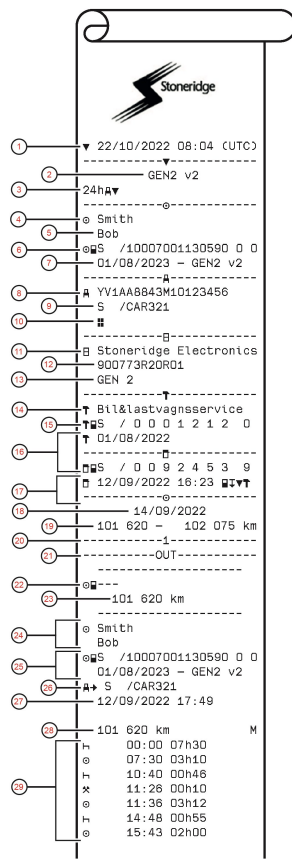 Stoneridge
1 ▼ 22/10/2022 08:04 (UTC)
2 GEN2 v2
3 24h
4 Smith
5 Bob
6 S /1000700113059 0 0 0
7 01/08/2023 - GEN2 v2
8 YV1AA8843M10123456
9 S /CAR321
10
11 Stoneridge Electronics
12 900773R20R01
13 GEN 2
14 Bil&lastvagnsservice
15 S / 0 0 0 1 2 1 2 0
16 01/08/2022
S / 0 0 9 2 4 5 3 9
17 12/09/2022 16:23
18 14/09/2022
19 101 620 - 102 075 km
20 ----------1----------
21 ---------OUT---------
22 ---
23 101 620 km
24 Smith
Bob
25 S /1000700113059 0 0 0
01/08/2023 - GEN2 v2
26 S /CAR321
27 12/09/2022 17:49
28 101 620 km M
29 00:00 07h30
07:30 03h10
10:40 00h46
11:26 00h10
11:36 03h12
14:48 00h55
15:43 02h00